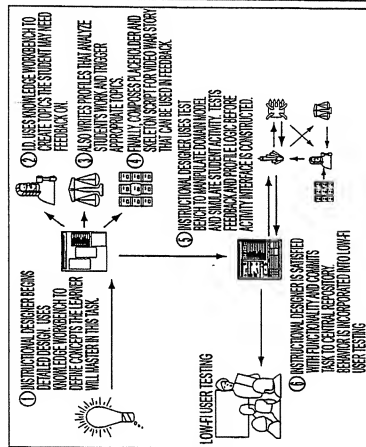 ① INSTRUCTIONAL DESIGNER BEGINS
DETAILED DESIGN. USES
KNOWLEDGE WORKBENCH TO
DEFINE CONCEPTS THE LEARNER
WILL MASTER IN THIS TASK.
② I.D. USES KNOWLEDGE WORKBENCH TO
CREATE TOPICS THE STUDENT MAY NEED
FEEDBACK ON.
③ ALSO WRITES PROFILES THAT ANALYZE
STUDENT'S WORK AND TRIGGER
APPROPRIATE TOPICS.
④ FINALLY, COMPOSES PLACEHOLDER AND
SKELETON SCRIPT FOR VIDEO WAR STORY
THAT CAN BE USED IN FEEDBACK.
⑤ INSTRUCTIONAL DESIGNER USES TEST
BENCH TO MANIPULATE DOMAIN MODEL
AND SIMULATE STUDENT ACTIVITY. TESTS
FEEDBACK AND PROFILE LOGIC BEFORE
ACTIVITY INTERFACE IS CONSTRUCTED.
LOW-FI USER TESTING
⑥ INSTRUCTIONAL DESIGNER IS SATISFIED
WITH FUNCTIONALITY AND COMMITS
TASK TO CENTRAL REPOSITORY.
BEHAVIOR IS INCORPORATED INTO LOW-FI
USER TESTING